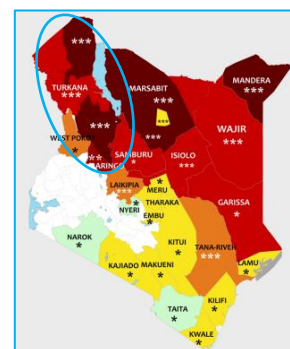 ***
MARSABIT
***
MANDERA
***
TURKANA
***
***
***
***
WAJIR
***
WEST POKOT
*
**
BARINGO
SAMBURU
*
ISIOLO
***
LAIKIPIA
***
*
MERU
GARISSA
*
*
NYERI
THARAKA
*
EMBU
*
NAROK
*
KITUI
*
TANA-RIVER
***
LAMU
*
KAJIADO
*
MAKUENI
*
TAITA
*
KILIFI
*
*
KWALE